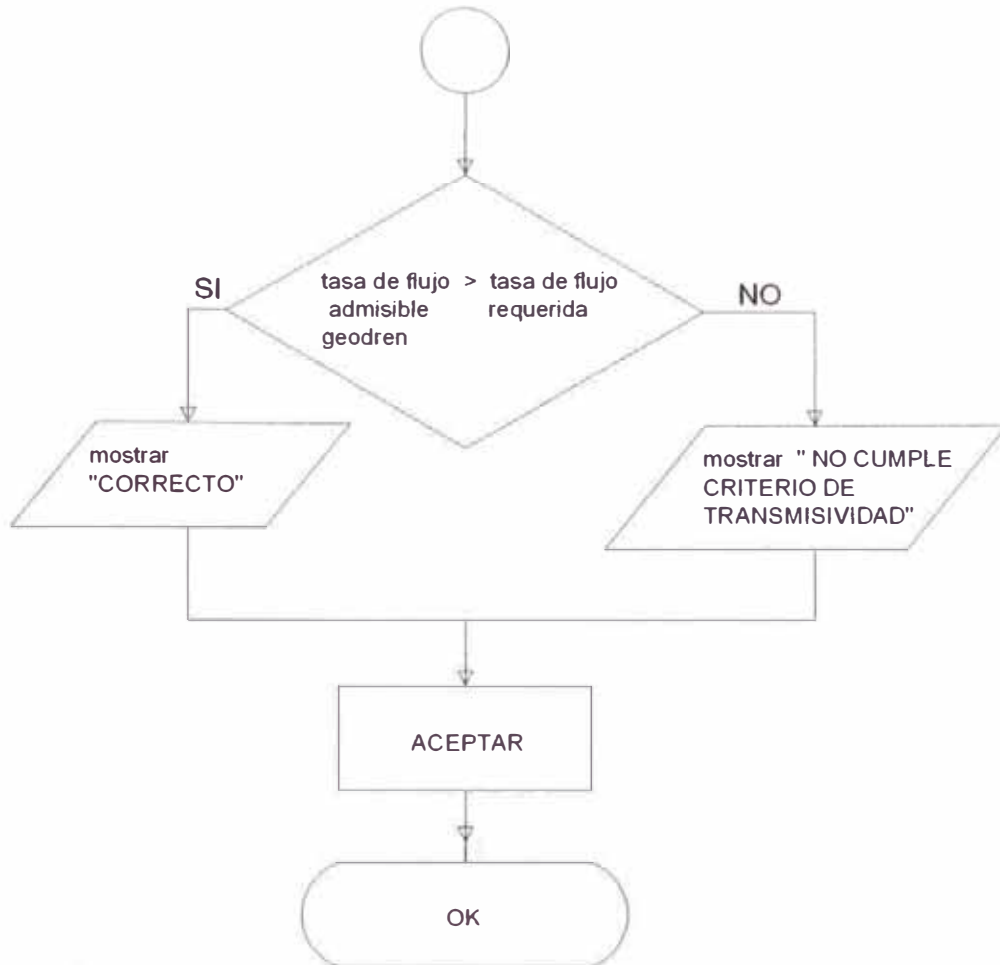 SI
tasa de flujo > tasa de flujo
admisible requerida
geodren
NO
mostrar
"CORRECTO"
mostrar " NO CUMPLE
CRITERIO DE
TRANSMISIVIDAD"
ACEPTAR
OK